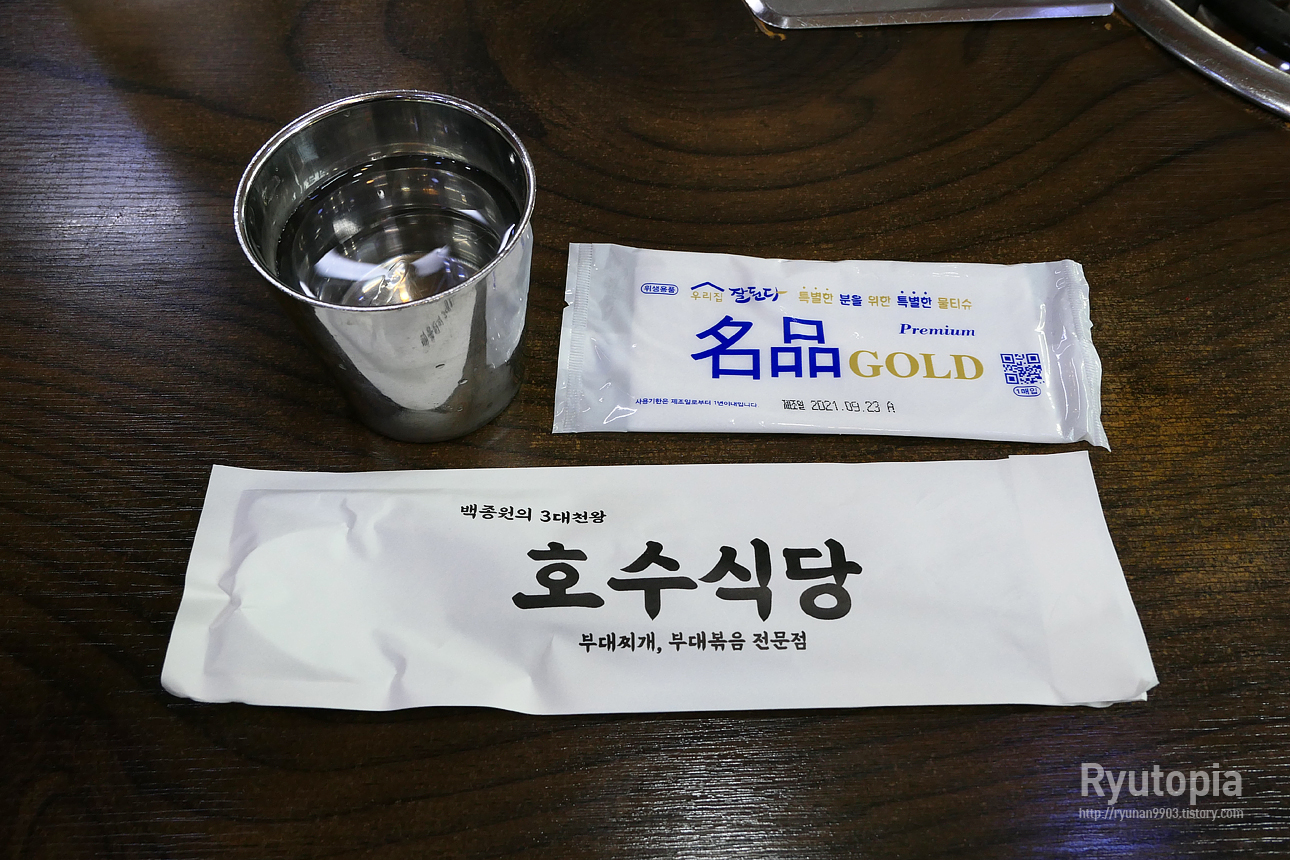 위생용품
우리집 잘된다 특별한 분을 위한 특별한 물티슈
名品 Premium GOLD
1매입
사용기한은 제조일로부터 1년이내입니다
제조일 2021.09.23 A
백종원의 3대천왕
호수식당
부대찌개, 부대볶음 전문점
Ryutopia
http://ryunan9903.tistory.com